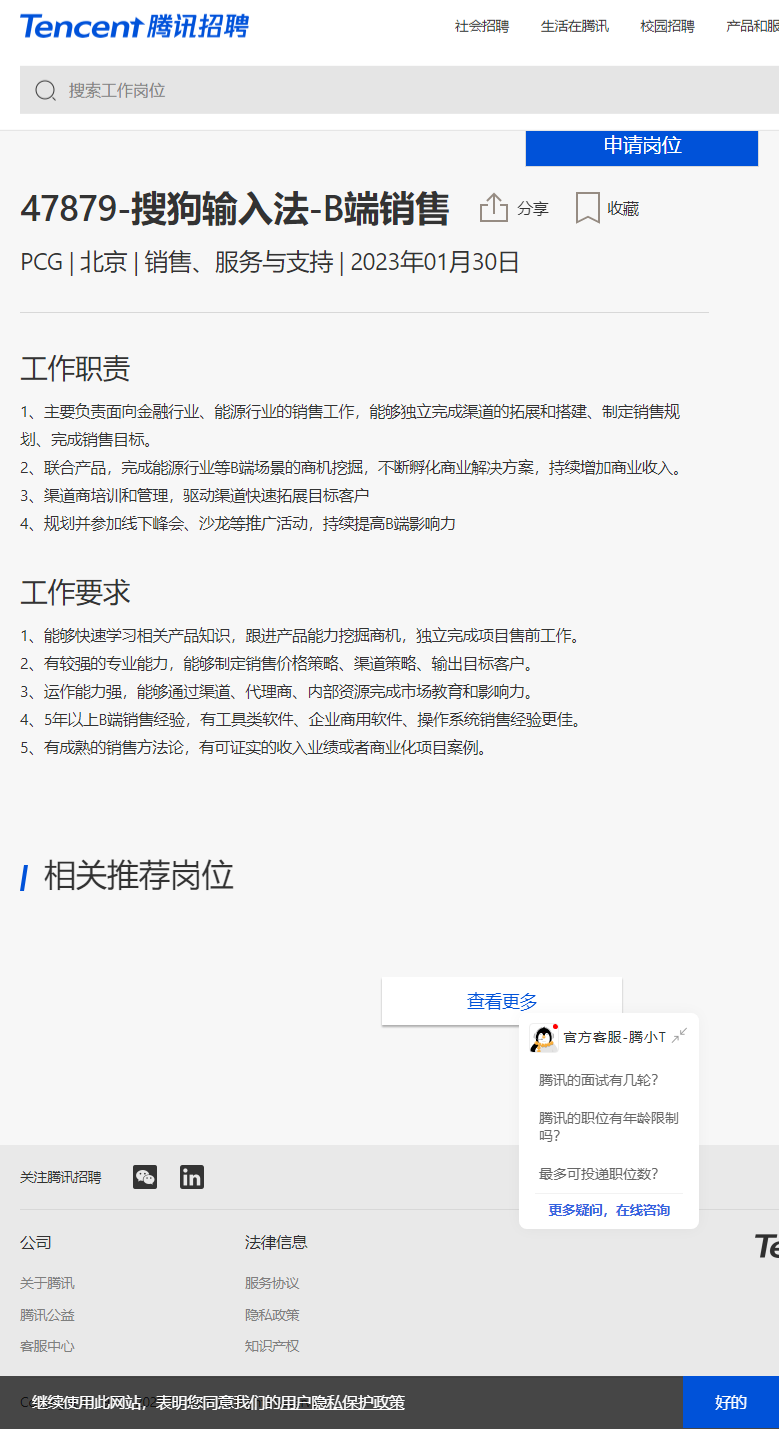 Tencent 腾讯招聘
社会招聘 生活在腾讯 校园招聘 产品和服
搜索工作岗位
申请岗位
47879-搜狗输入法-B端销售 分享 收藏
PCG | 北京 | 销售、服务与支持 | 2023年01月30日
工作职责
1、主要负责面向金融行业、能源行业的销售工作，能够独立完成渠道的拓展和搭建、制定销售规
划、完成销售目标。
2、联合产品，完成能源行业等B端场景的商机挖掘，不断孵化商业解决方案，持续增加商业收入。
3、渠道商培训和管理，驱动渠道快速拓展目标客户
4、规划并参加线下峰会、沙龙等推广活动，持续提高B端影响力
工作要求
1、能够快速学习相关产品知识，跟进产品能力挖掘商机，独立完成项目售前工作。
2、有较强的专业能力，能够制定销售价格策略、渠道策略、输出目标客户。
3、运作能力强，能够通过渠道、代理商、内部资源完成市场教育和影响力。
4、5年以上B端销售经验，有工具类软件、企业商用软件、操作系统销售经验更佳。
5、有成熟的销售方法论，有可证实的收入业绩或者商业化项目案例。
相关推荐岗位
查看更多
官方客服-腾小T
腾讯的面试有几轮？
腾讯的职位有年龄限制
吗？
最多可投递职位数？
更多疑问，在线咨询
关注腾讯招聘
公司 法律信息
关于腾讯 服务协议
腾讯公益 隐私政策
客服中心 知识产权
Te
继续使用此网站，表明您同意我们的用户隐私保护政策 好的